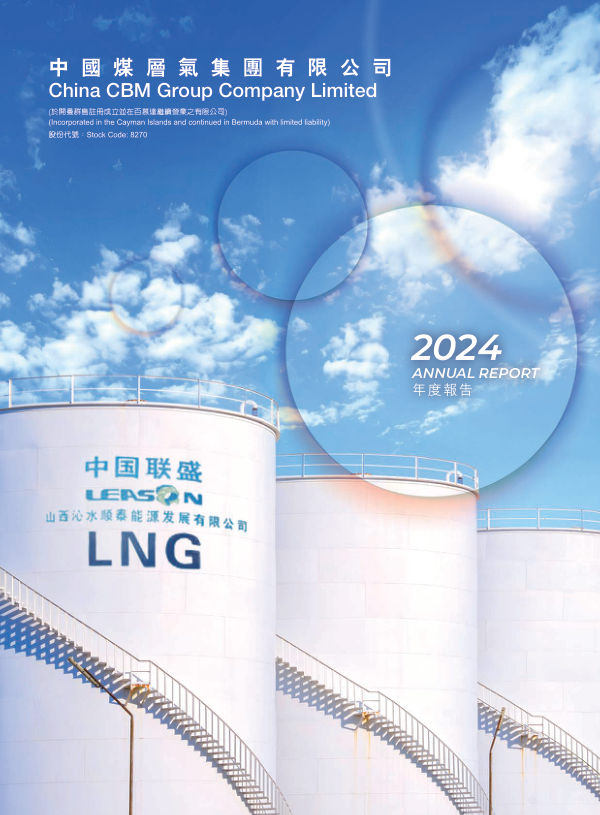 中國煤層氣集團有限公司
China CBM Group Company Limited
(於開曼群島註冊成立並在百慕達繼續營業之有限公司)
(Incorporated in the Cayman Islands and continued in Bermuda with limited liability)
股份代號：Stock Code: 8270
2024
ANNUAL REPORT
年度報告
中国联盛
LEASON
山西沁水顺泰能源发展有限公司
LNG